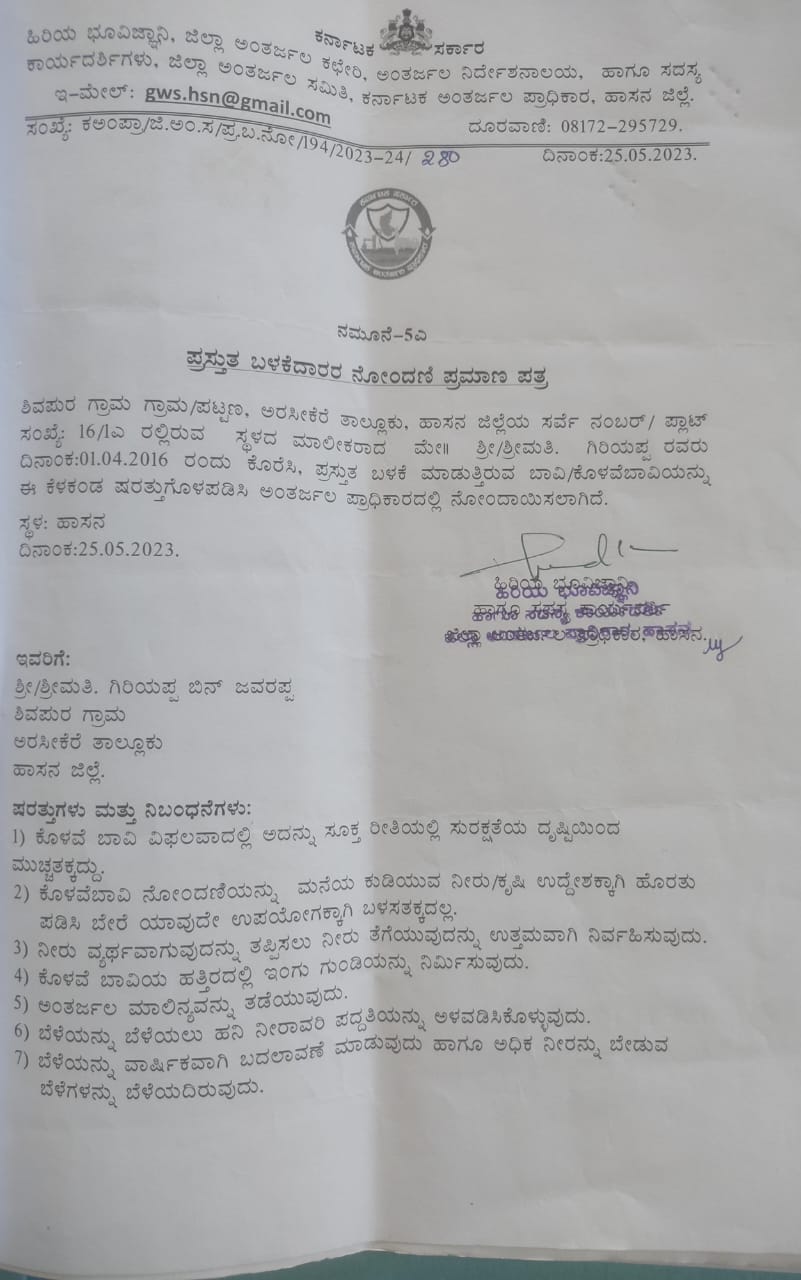 ಕರ್ನಾಟಕ ಸರ್ಕಾರ
ಹಿರಿಯ ಭೂವಿಜ್ಞಾನಿ, ಜಿಲ್ಲಾ ಅಂತರ್ಜಲ ಕಛೇರಿ, ಅಂತರ್ಜಲ ನಿರ್ದೇಶನಾಲಯ, ಹಾಗೂ ಸದಸ್ಯ
ಕಾರ್ಯದರ್ಶಿಗಳು, ಜಿಲ್ಲಾ ಅಂತರ್ಜಲ ಸಮಿತಿ, ಕರ್ನಾಟಕ ಅಂತರ್ಜಲ ಪ್ರಾಧಿಕಾರ, ಹಾಸನ ಜಿಲ್ಲೆ.
ಇ-ಮೇಲ್: gws.hsn@gmail.com
ದೂರವಾಣಿ: 08172-295729.
ಸಂಖ್ಯೆ: ಕಅಂಪ್ರಾ/ಜಿ.ಅಂ.ಸ/ಪ್ರ.ಬ.ನೋ/194/2023-24/ 280 ದಿನಾಂಕ:25.05.2023.
ನಮೂನೆ-5ಎ
ಪ್ರಸ್ತುತ ಬಳಕೆದಾರರ ನೋಂದಣಿ ಪ್ರಮಾಣ ಪತ್ರ
ಶಿವಪುರ ಗ್ರಾಮ ಗ್ರಾಮ/ಪಟ್ಟಣ, ಅರಸೀಕೆರೆ ತಾಲ್ಲೂಕು, ಹಾಸನ ಜಿಲ್ಲೆಯ ಸರ್ವೆ ನಂಬರ್/ ಪ್ಲಾಟ್
ಸಂಖ್ಯೆ: 16/1ಎ ರಲ್ಲಿರುವ ಸ್ಥಳದ ಮಾಲೀಕರಾದ ಮೇ|| ಶ್ರೀ/ಶ್ರೀಮತಿ. ಗಿರಿಯಪ್ಪ ರವರು
ದಿನಾಂಕ:01.04.2016 ರಂದು ಕೊರೆಸಿ, ಪ್ರಸ್ತುತ ಬಳಕೆ ಮಾಡುತ್ತಿರುವ ಬಾವಿ/ಕೊಳವೆಬಾವಿಯನ್ನು
ಈ ಕೆಳಕಂಡ ಷರತ್ತುಗೊಳಪಡಿಸಿ ಅಂತರ್ಜಲ ಪ್ರಾಧಿಕಾರದಲ್ಲಿ ನೋಂದಾಯಿಸಲಾಗಿದೆ.
ಸ್ಥಳ: ಹಾಸನ
ದಿನಾಂಕ:25.05.2023.
ಹಿರಿಯ ಭೂವಿಜ್ಞಾನಿ
ಹಾಗೂ ಸದಸ್ಯ ಕಾರ್ಯದರ್ಶಿ
ಜಿಲ್ಲಾ ಅಂತರ್ಜಲ ಪ್ರಾಧಿಕಾರ, ಹಾಸನ.
ಇವರಿಗೆ:
ಶ್ರೀ/ಶ್ರೀಮತಿ. ಗಿರಿಯಪ್ಪ ಬಿನ್ ಜವರಪ್ಪ
ಶಿವಪುರ ಗ್ರಾಮ
ಅರಸೀಕೆರೆ ತಾಲ್ಲೂಕು
ಹಾಸನ ಜಿಲ್ಲೆ.
ಷರತ್ತುಗಳು ಮತ್ತು ನಿಬಂಧನೆಗಳು:
1) ಕೊಳವೆ ಬಾವಿ ವಿಫಲವಾದಲ್ಲಿ ಅದನ್ನು ಸೂಕ್ತ ರೀತಿಯಲ್ಲಿ ಸುರಕ್ಷತೆಯ ದೃಷ್ಟಿಯಿಂದ
ಮುಚ್ಚತಕ್ಕದ್ದು.
2) ಕೊಳವೆಬಾವಿ ನೋಂದಣಿಯನ್ನು ಮನೆಯ ಕುಡಿಯುವ ನೀರು/ಕೃಷಿ ಉದ್ದೇಶಕ್ಕಾಗಿ ಹೊರತು
ಪಡಿಸಿ ಬೇರೆ ಯಾವುದೇ ಉಪಯೋಗಕ್ಕಾಗಿ ಬಳಸತಕ್ಕದಲ್ಲ.
3) ನೀರು ವ್ಯರ್ಥವಾಗುವುದನ್ನು ತಪ್ಪಿಸಲು ನೀರು ತೆಗೆಯುವುದನ್ನು ಉತ್ತಮವಾಗಿ ನಿರ್ವಹಿಸುವುದು.
4) ಕೊಳವೆ ಬಾವಿಯ ಹತ್ತಿರದಲ್ಲಿ ಇಂಗು ಗುಂಡಿಯನ್ನು ನಿರ್ಮಿಸುವುದು.
5) ಅಂತರ್ಜಲ ಮಾಲಿನ್ಯವನ್ನು ತಡೆಯುವುದು.
6) ಬೆಳೆಯನ್ನು ಬೆಳೆಯಲು ಹನಿ ನೀರಾವರಿ ಪದ್ದತಿಯನ್ನು ಅಳವಡಿಸಿಕೊಳ್ಳುವುದು.
7) ಬೆಳೆಯನ್ನು ವಾರ್ಷಿಕವಾಗಿ ಬದಲಾವಣೆ ಮಾಡುವುದು ಹಾಗೂ ಅಧಿಕ ನೀರನ್ನು ಬೇಡುವ
ಬೆಳೆಗಳನ್ನು ಬೆಳೆಯದಿರುವುದು.